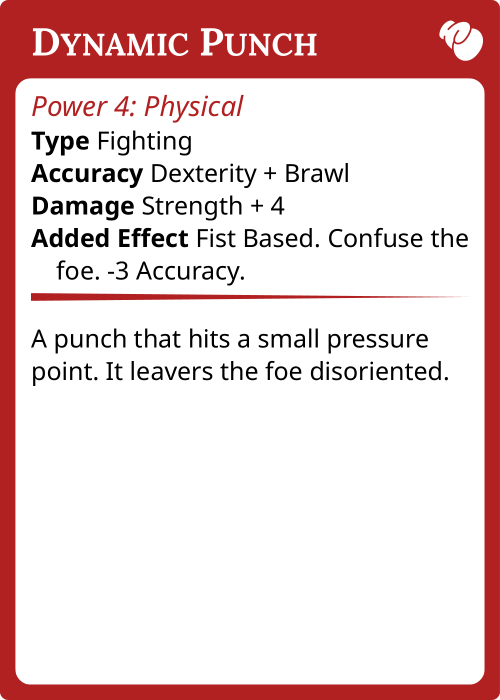 Dynamic Punch
Power 4: Physical
Type Fighting
Accuracy Dexterity + Brawl
Damage Strength + 4
Added Effect Fist Based. Confuse the
foe. -3 Accuracy.
A punch that hits a small pressure
point. It leavers the foe disoriented.